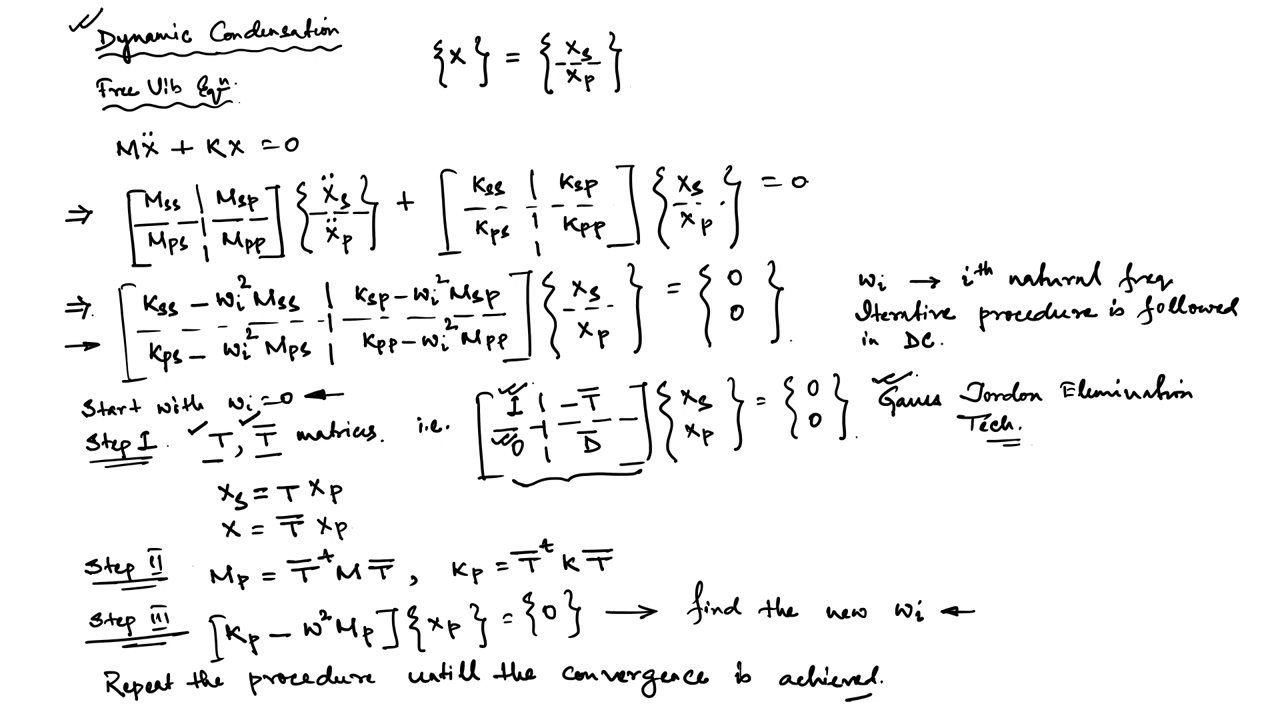 Dynamic Condensation
{x} = {xs / xp}
Free Vib Eqn.
Mẍ + Kx = 0
⇒ [Mss | Msp / Mps | Mpp] {ẍs / ẍp} + [Kss | Ksp / Kps | Kpp] {xs / xp} = 0
⇒ [Kss - wi² Mss | Ksp - wi² Msp / Kps - wi² Mps | Kpp - wi² Mpp] {xs / xp} = {0 / 0}
wi → ith natural freq
Iterative procedure is followed
in DC.
Start with wi = 0 ←
Step I. T, T̿ matrices. i.e. [I | -T̅ / 0 | D̅] {xs / xp} = {0 / 0} Gauss Jordon Elemination
Tech.
xs = T xp
x = T̿ xp
Step II Mp = T̿ᵗ M T̿, Kp = T̿ᵗ K T̿
Step III [Kp - w² Mp] {xp} = {0} → find the new wi ←
Repeat the procedure untill the convergence is achieved.